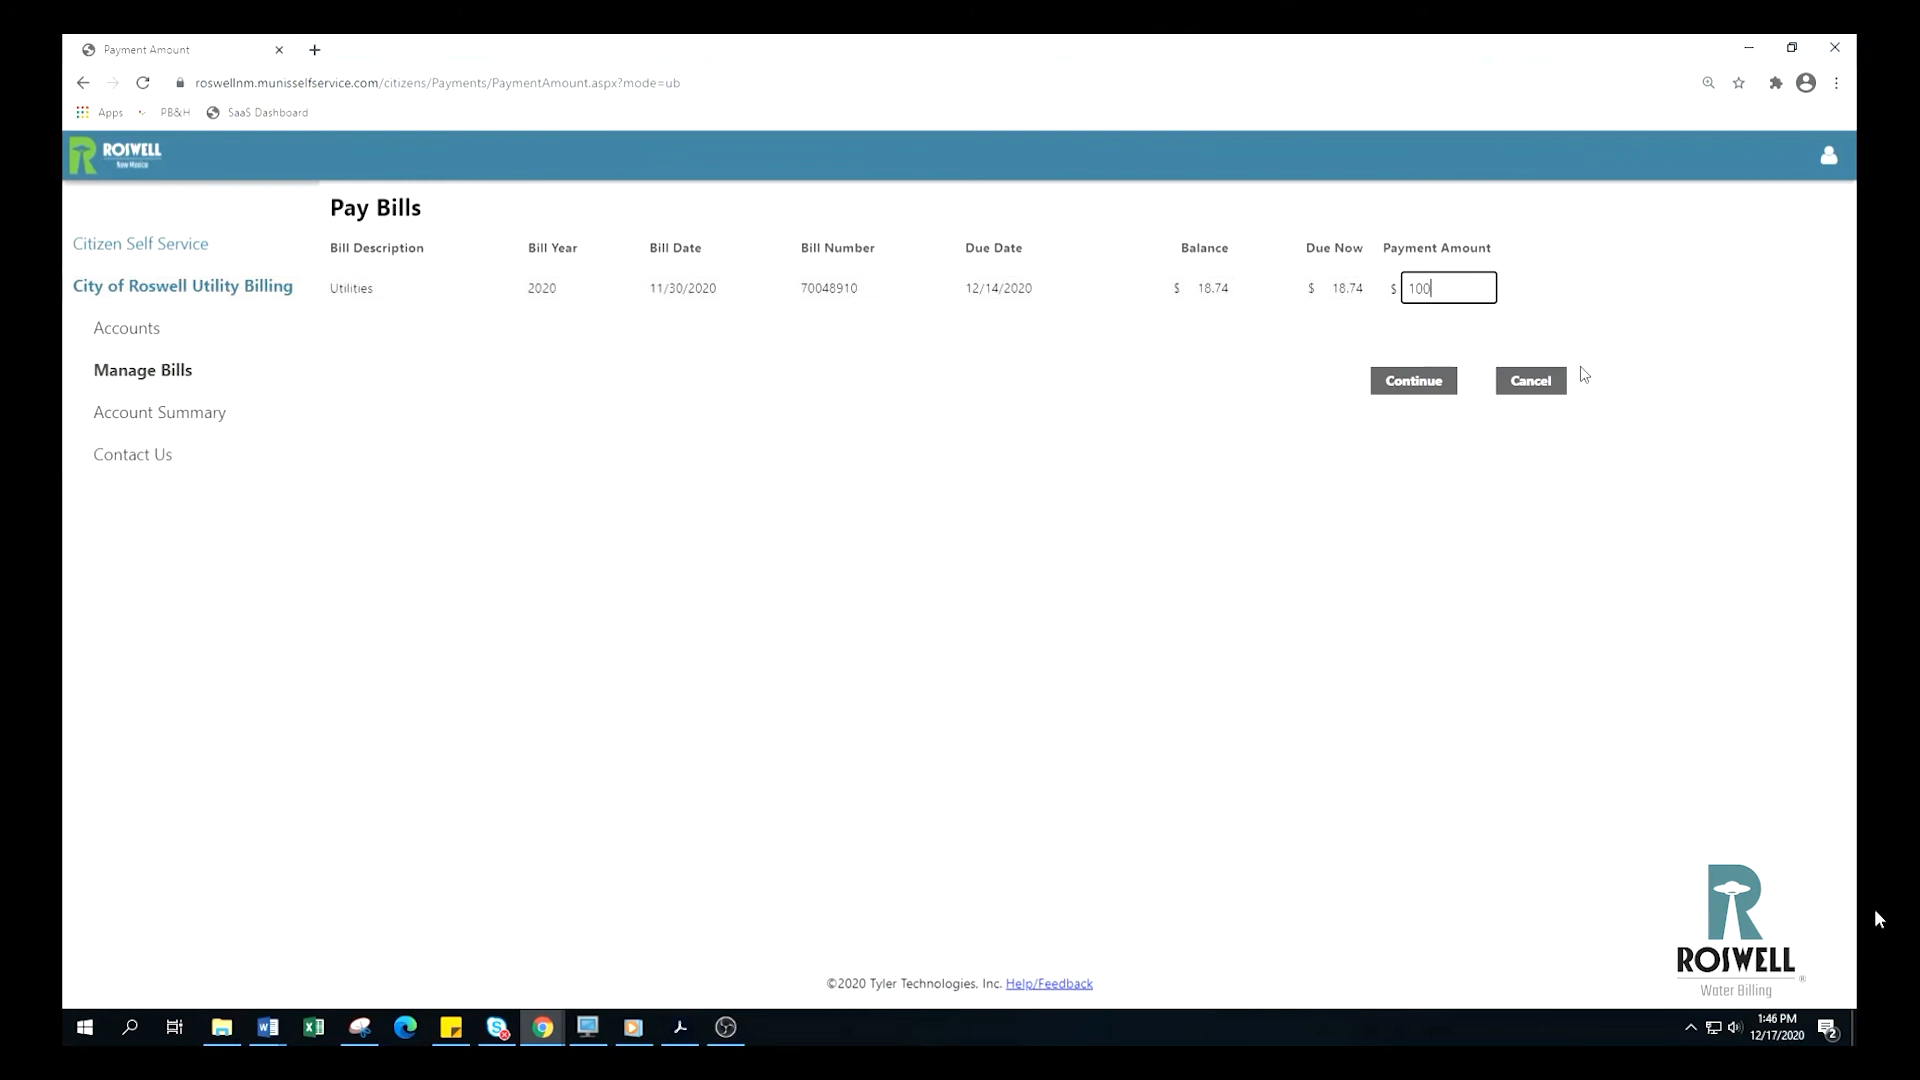 Payment Amount
roswellnm.munisselfservice.com/citizens/Payments/PaymentAmount.aspx?mode=ub
Apps PB&H SaaS Dashboard
ROSWELL
New Mexico
Pay Bills
Citizen Self Service
City of Roswell Utility Billing
Accounts
Manage Bills
Account Summary
Contact Us
Bill Description Bill Year Bill Date Bill Number Due Date Balance Due Now Payment Amount
Utilities 2020 11/30/2020 70048910 12/14/2020 $ 18.74 $ 18.74 $ 100
Continue Cancel
ROSWELL
®
Water Billing
©2020 Tyler Technologies, Inc. Help/Feedback
1:46 PM
12/17/2020
2